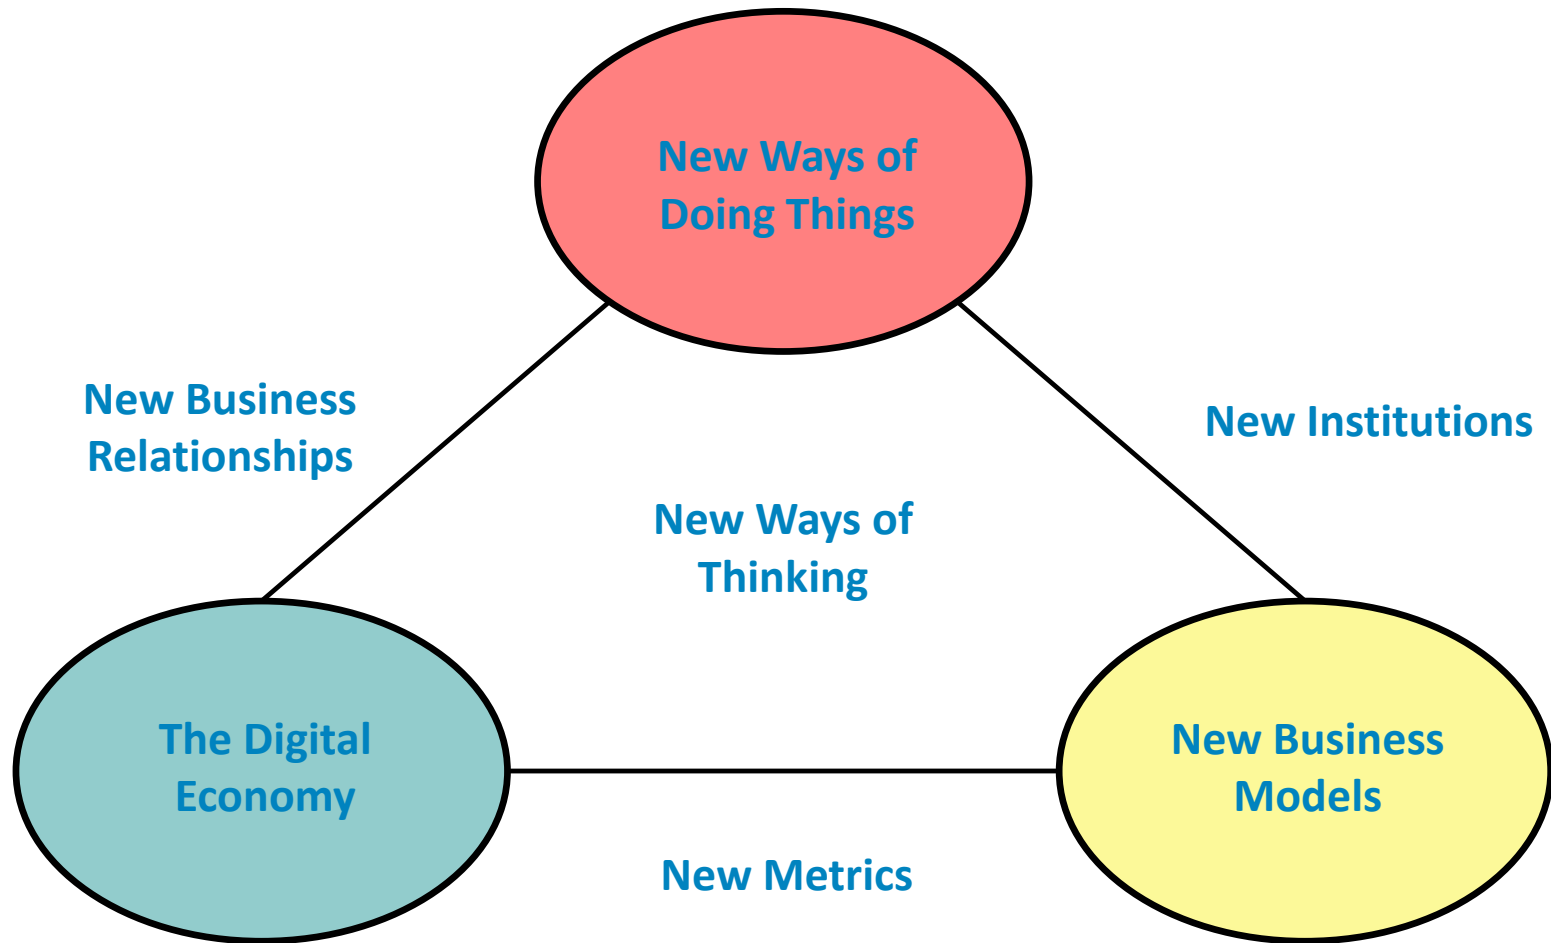 New Ways of
Doing Things
New Business
Relationships
New Institutions
New Ways of
Thinking
The Digital
Economy
New Business
Models
New Metrics